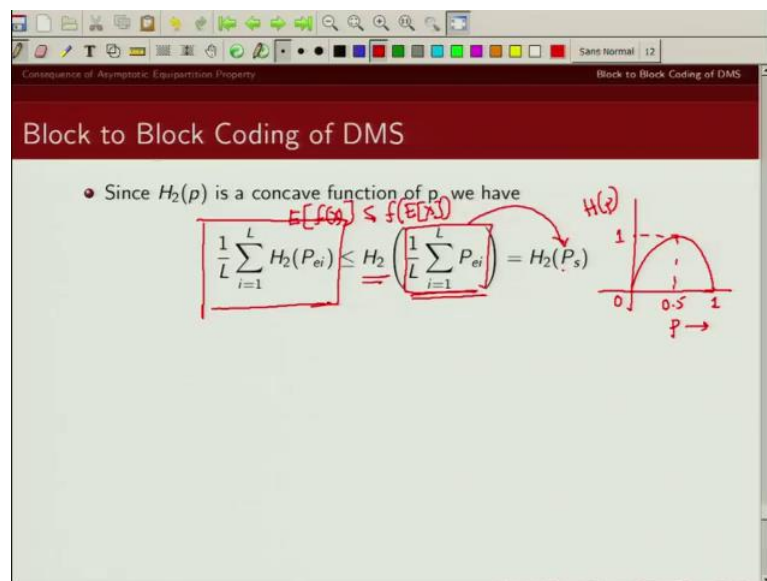 T
Sans Normal 12
Consequence of Asymptotic Equipartition Property Block to Block Coding of DMS
Block to Block Coding of DMS
• Since H₂(p) is a concave function of p, we have
E[f(x)] ≤ f(E[x])
H(p)
1/L ∑_{i=1}^{L} H₂(P_{ei}) ≤ H₂ ( 1/L ∑_{i=1}^{L} P_{ei} ) = H₂(P_s)
1
0 0.5 1
p →